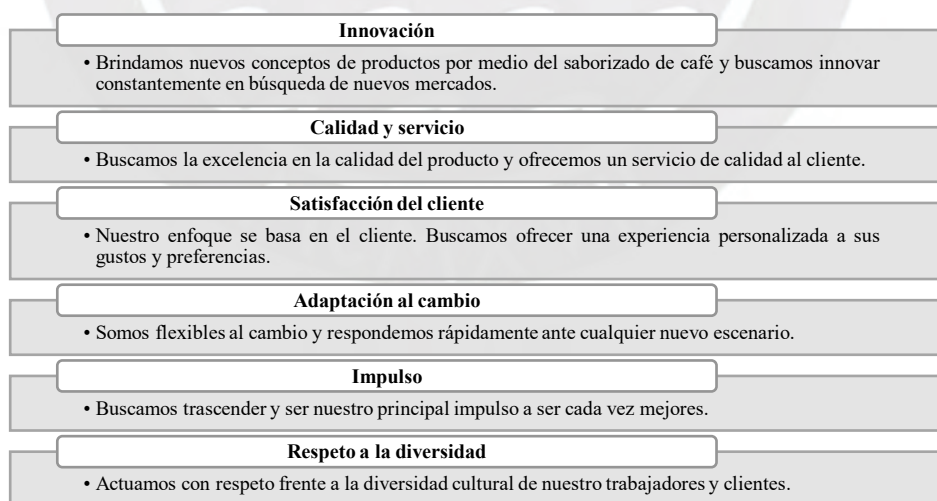 Innovación
• Brindamos nuevos conceptos de productos por medio del saborizado de café y buscamos innovar
constantemente en búsqueda de nuevos mercados.
Calidad y servicio
• Buscamos la excelencia en la calidad del producto y ofrecemos un servicio de calidad al cliente.
Satisfacción del cliente
• Nuestro enfoque se basa en el cliente. Buscamos ofrecer una experiencia personalizada a sus
gustos y preferencias.
Adaptación al cambio
• Somos flexibles al cambio y respondemos rápidamente ante cualquier nuevo escenario.
Impulso
• Buscamos trascender y ser nuestro principal impulso a ser cada vez mejores.
Respeto a la diversidad
• Actuamos con respeto frente a la diversidad cultural de nuestro trabajadores y clientes.